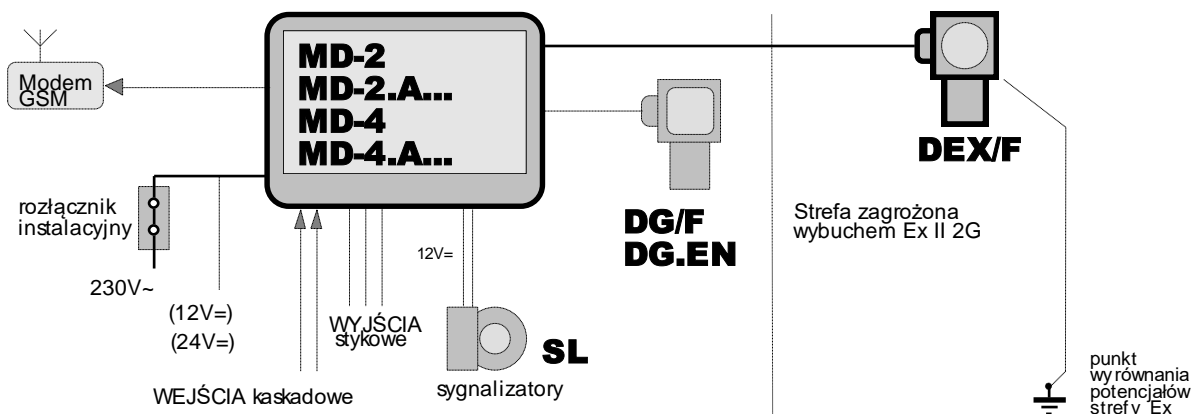 Modem
GSM
MD-2
MD-2.A...
MD-4
MD-4.A...
DEX/F
rozłącznik
instalacyjny
230V~
(12V=)
(24V=)
WEJŚCIA kaskadowe
WYJŚCIA
stykowe
12V=
SL
sygnalizatory
DG/F
DG.EN
Strefa zagrożona
wybuchem Ex II 2G
punkt
wyrównania
potencjałów
strefy Ex